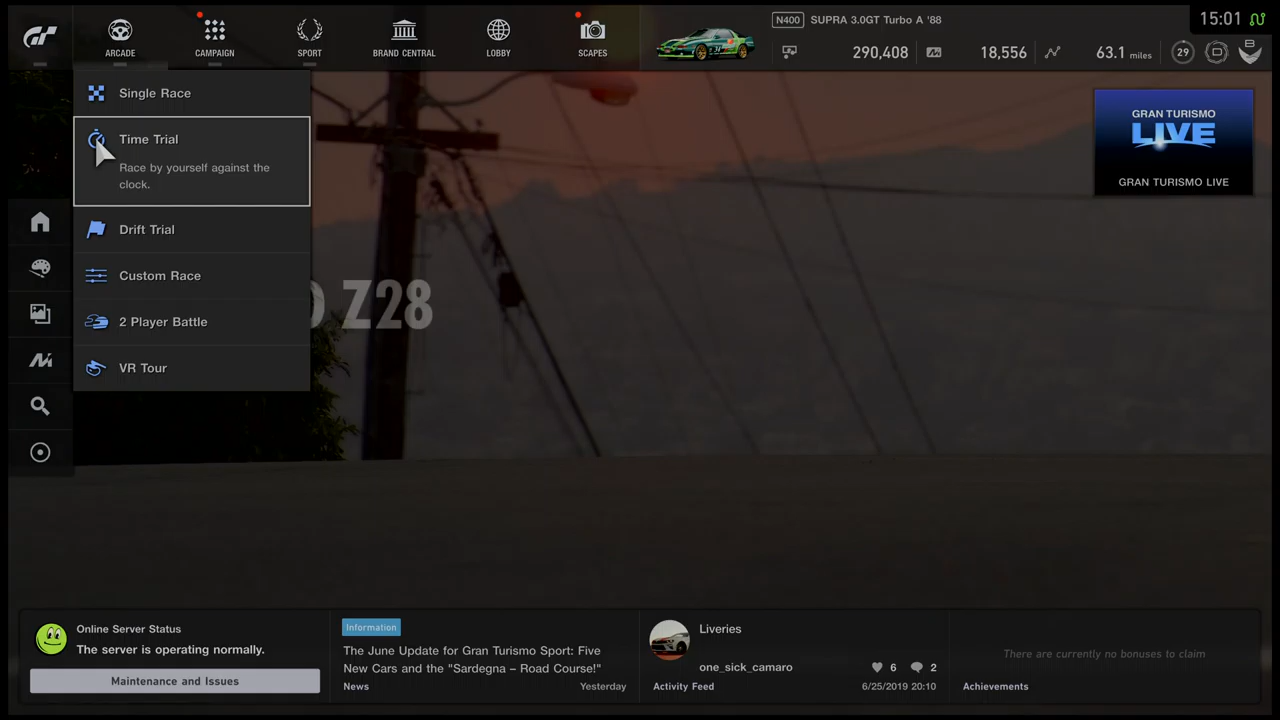 ARCADE
CAMPAIGN
SPORT
BRAND CENTRAL
LOBBY
SCAPES
N400 SUPRA 3.0GT Turbo A '88
290,408 18,556 63.1 miles 29 B
15:01
Single Race
Time Trial
Race by yourself against the
clock.
Drift Trial
Custom Race
2 Player Battle
VR Tour
Z28
GRAN TURISMO
LIVE
GRAN TURISMO LIVE
Online Server Status
The server is operating normally.
Maintenance and Issues
Information
The June Update for Gran Turismo Sport: Five
New Cars and the "Sardegna – Road Course!"
News Yesterday
Liveries
one_sick_camaro 6 2
Activity Feed 6/25/2019 20:10
There are currently no bonuses to claim
Achievements